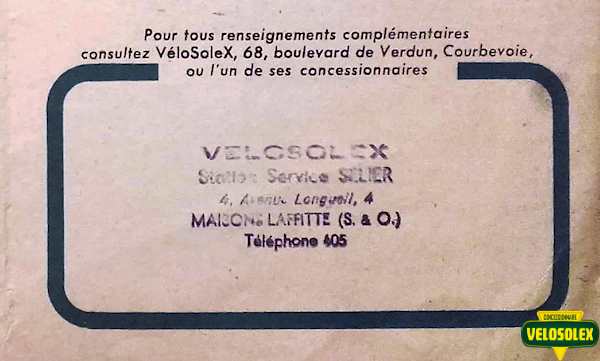 Pour tous renseignements complémentaires
consultez VéloSoleX, 68, boulevard de Verdun, Courbevoie,
ou l'un de ses concessionnaires
VELOSOLEX
Station Service SELIER
4, Avenue Longueil, 4
MAISONS LAFFITTE (S. & O.)
Téléphone 405
CONCESSIONNAIRE
VELOSOLEX